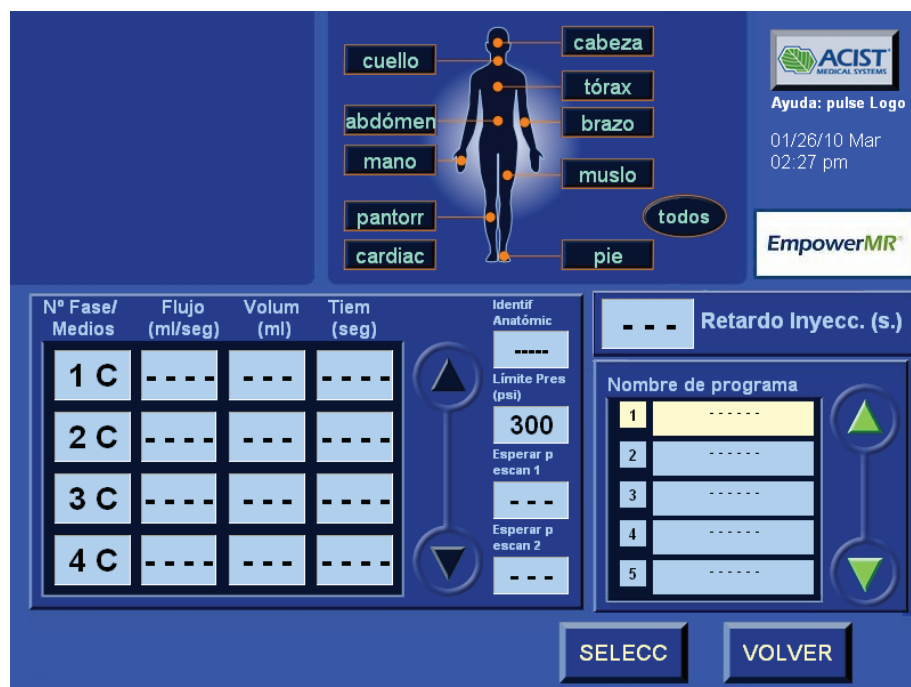 cabeza
cuello
tórax
abdómen
brazo
mano
muslo
pantorr
todos
cardiac
pie
ACIST
MEDICAL SYSTEMS
Ayuda: pulse Logo
01/26/10 Mar
02:27 pm
EmpowerMR®
Nº Fase/ Flujo Volum Tiem
Medios (ml/seg) (ml) (seg)
1 C - - - - - - - - - - -
2 C - - - - - - - - - - -
3 C - - - - - - - - - - -
4 C - - - - - - - - - - -
Identif
Anatómic
-----
Límite Pres
(psi)
300
Esperar p
escan 1
- - -
Esperar p
escan 2
- - -
- - - Retardo Inyecc. (s.)
Nombre de programa
1 - - - - - -
2 - - - - - -
3 - - - - - -
4 - - - - - -
5 - - - - - -
SELECC VOLVER